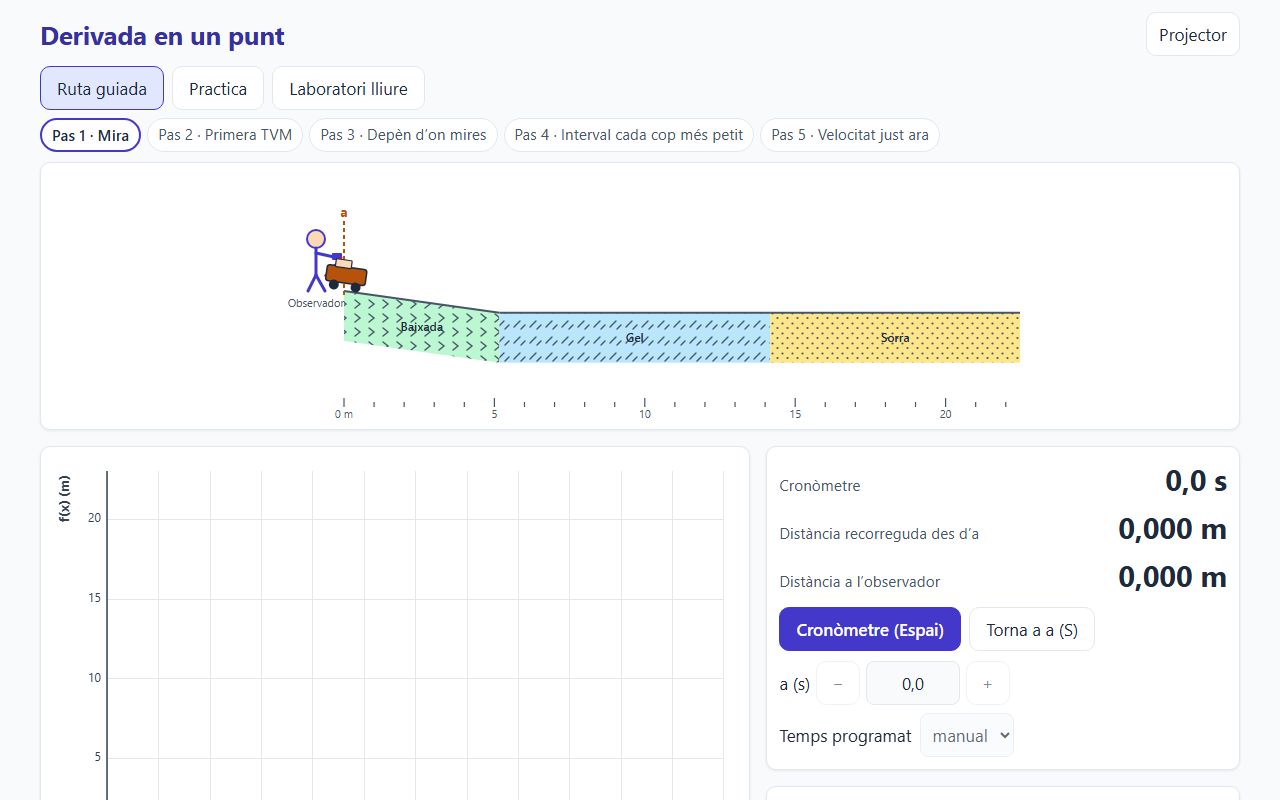 Derivada en un punt
Projector
Ruta guiada
Practica
Laboratori lliure
Pas 1 · Mira
Pas 2 · Primera TVM
Pas 3 · Depèn d’on mires
Pas 4 · Interval cada cop més petit
Pas 5 · Velocitat just ara
a
Observador
Baixada
Gel
Sorra
0 m
5
10
15
20
f(x) (m)
20
15
10
5
Cronòmetre
0,0 s
Distància recorreguda des d’a
0,000 m
Distància a l’observador
0,000 m
Cronòmetre (Espai)
Torna a a (S)
a (s)
−
0,0
+
Temps programat
manual